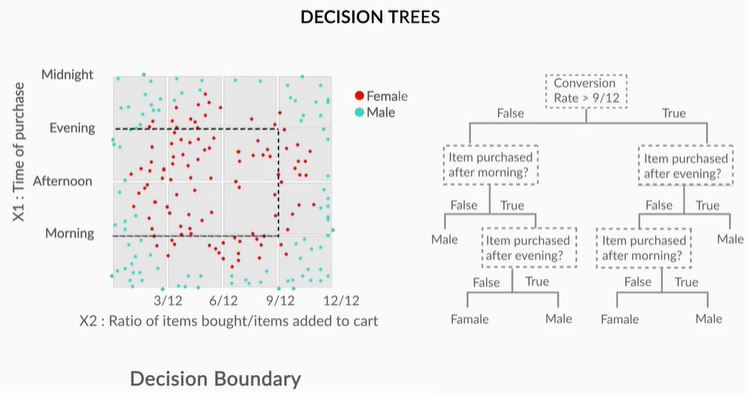 DECISION TREES
Midnight
Evening
Afternoon
Morning
X1 : Time of purchase
3/12
6/12
9/12
12/12
X2 : Ratio of items bought/items added to cart
Female
Male
Decision Boundary
Conversion
Rate > 9/12
False
True
Item purchased
after morning?
Item purchased
after evening?
False
True
False
True
Male
Item purchased
after evening?
Item purchased
after morning?
Male
False
True
False
True
Famale
Male
Famale
Male